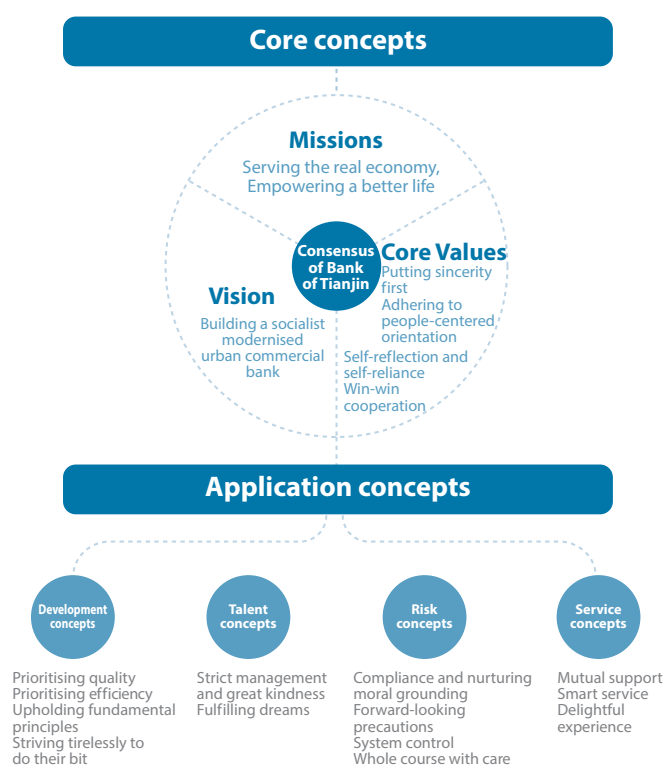 Core concepts
Missions
Serving the real economy,
Empowering a better life
Consensus
of Bank
of Tianjin
Core Values
Putting sincerity
first
Adhering to
people-centered
orientation
Self-reflection and
self-reliance
Win-win
cooperation
Vision
Building a socialist
modernised
urban commercial
bank
Application concepts
Development
concepts
Prioritising quality
Prioritising efficiency
Upholding fundamental
principles
Striving tirelessly to
do their bit
Talent
concepts
Strict management
and great kindness
Fulfilling dreams
Risk
concepts
Compliance and nurturing
moral grounding
Forward-looking
precautions
System control
Whole course with care
Service
concepts
Mutual support
Smart service
Delightful
experience